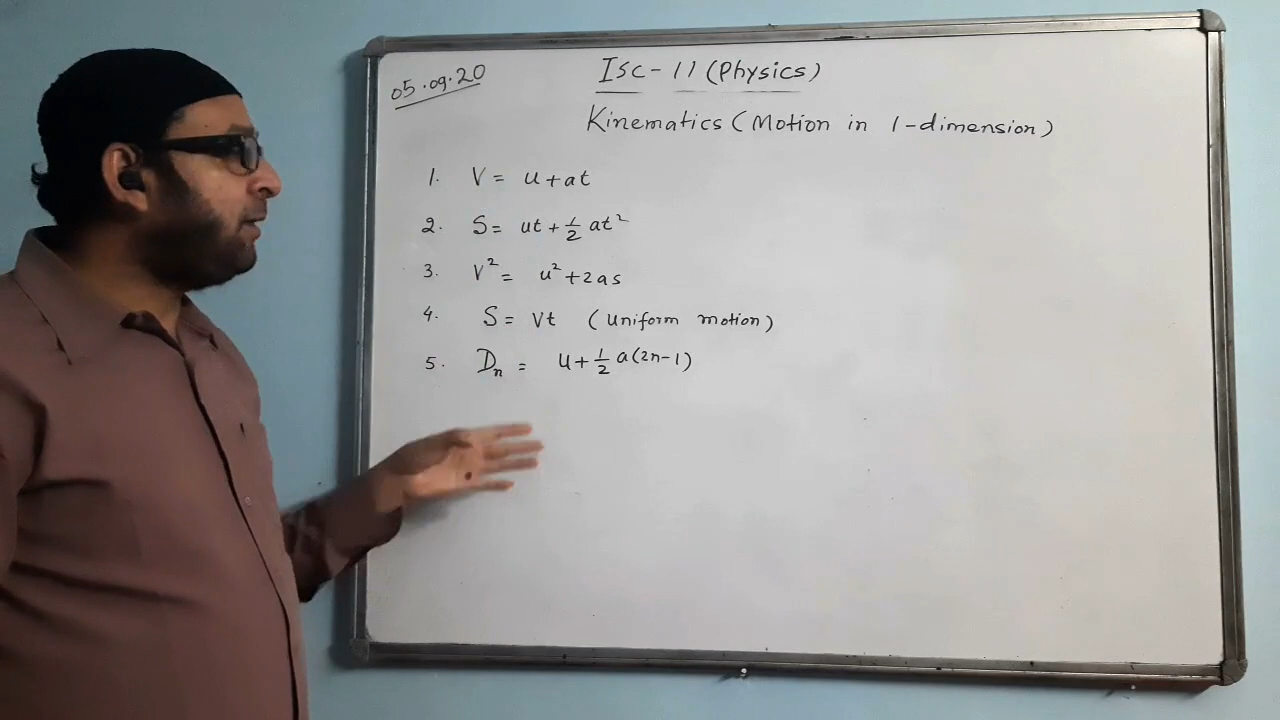 05.09.20
ISC-11 (Physics)
Kinematics (Motion in 1-dimension)
1. V = u+at
2. S= ut + ½ at²
3. V² = u²+2as
4. S = Vt (Uniform motion)
5. Dₙ = u+½ a(2n-1)